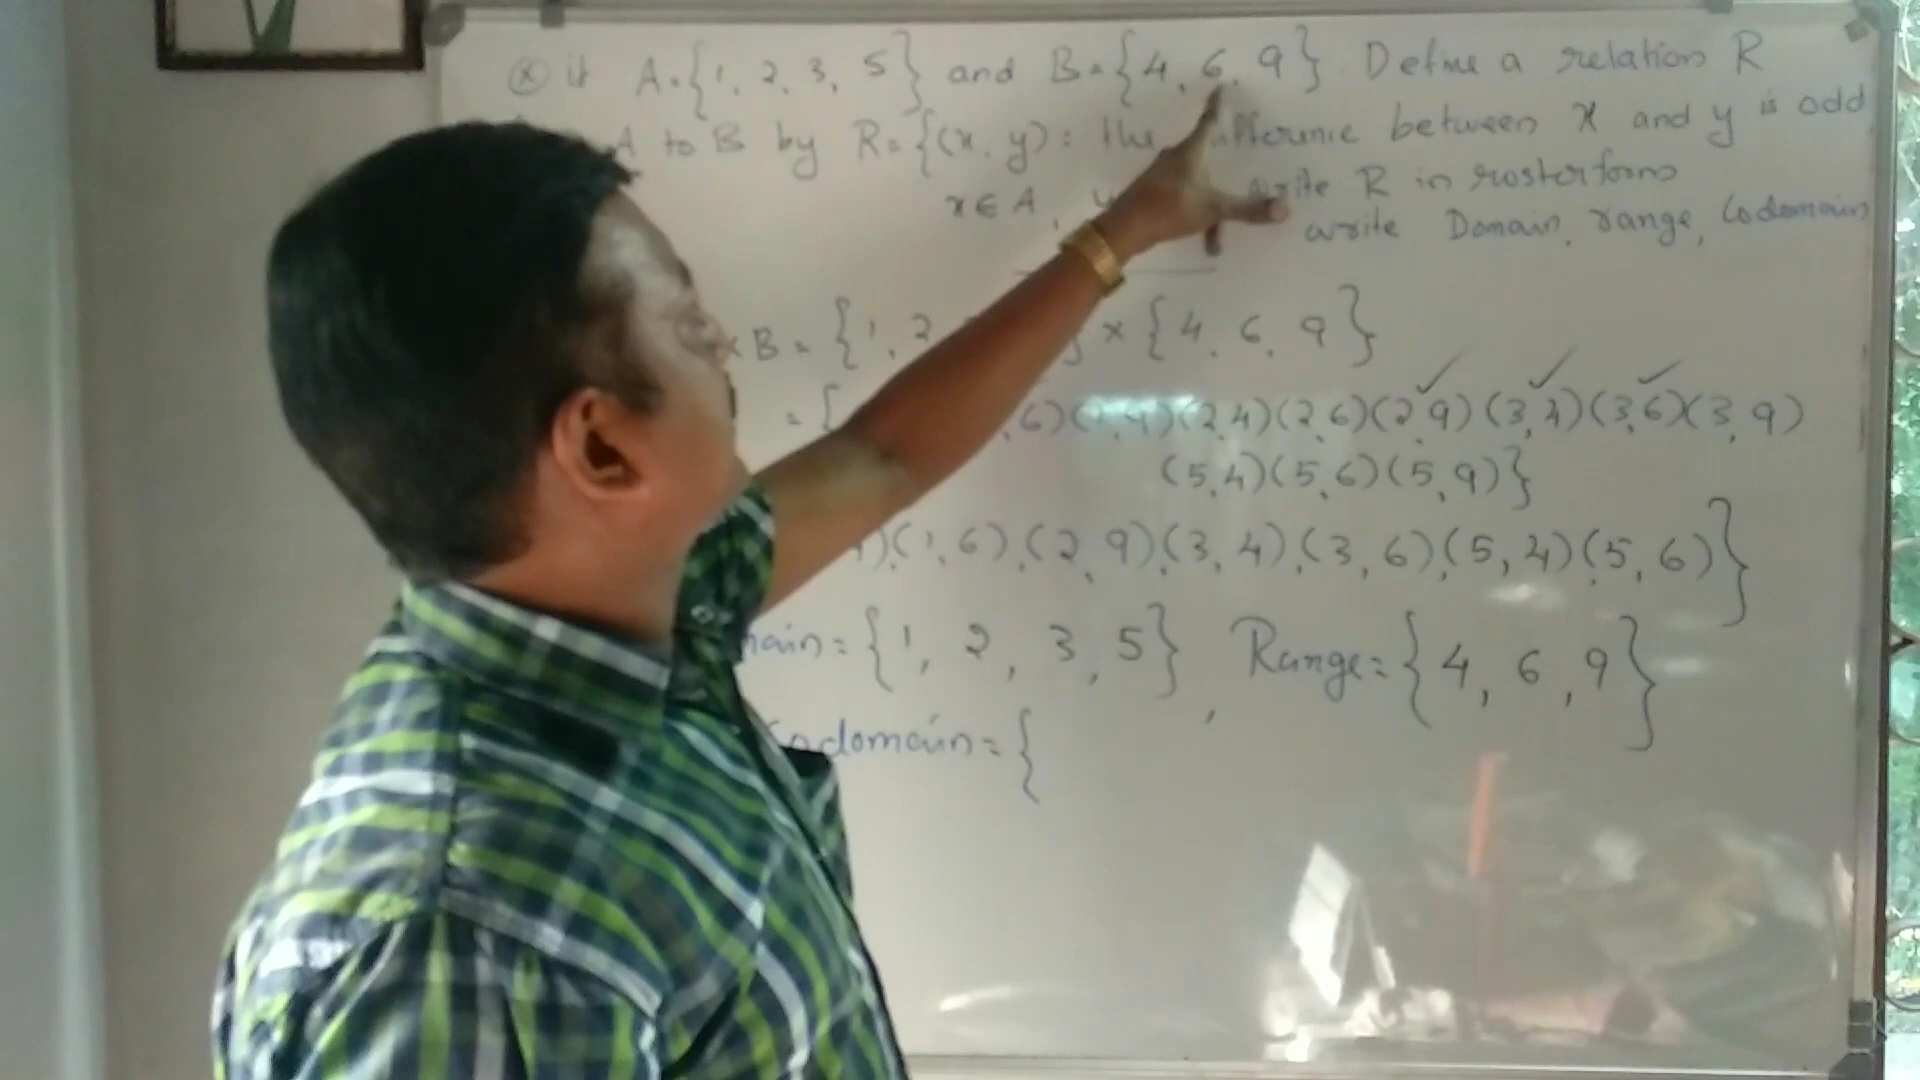 ⓧ if A={1, 2, 3, 5} and B={4, 6, 9}. Define a relation R
A to B by R={(x, y): the difference between x and y is odd
x∈A, write R in roster form
write Domain, range, Codomain
×B = {1, 2 } × {4, 6, 9}
= { 6) (2,4) (2,6) (2,9) (3,4) (3,6) (3,9)
(5,4) (5,6) (5,9)}
), (1,6), (2,9), (3,4), (3,6), (5,4), (5,6)}
main = {1, 2, 3, 5}, Range = {4, 6, 9}
Codomain = {